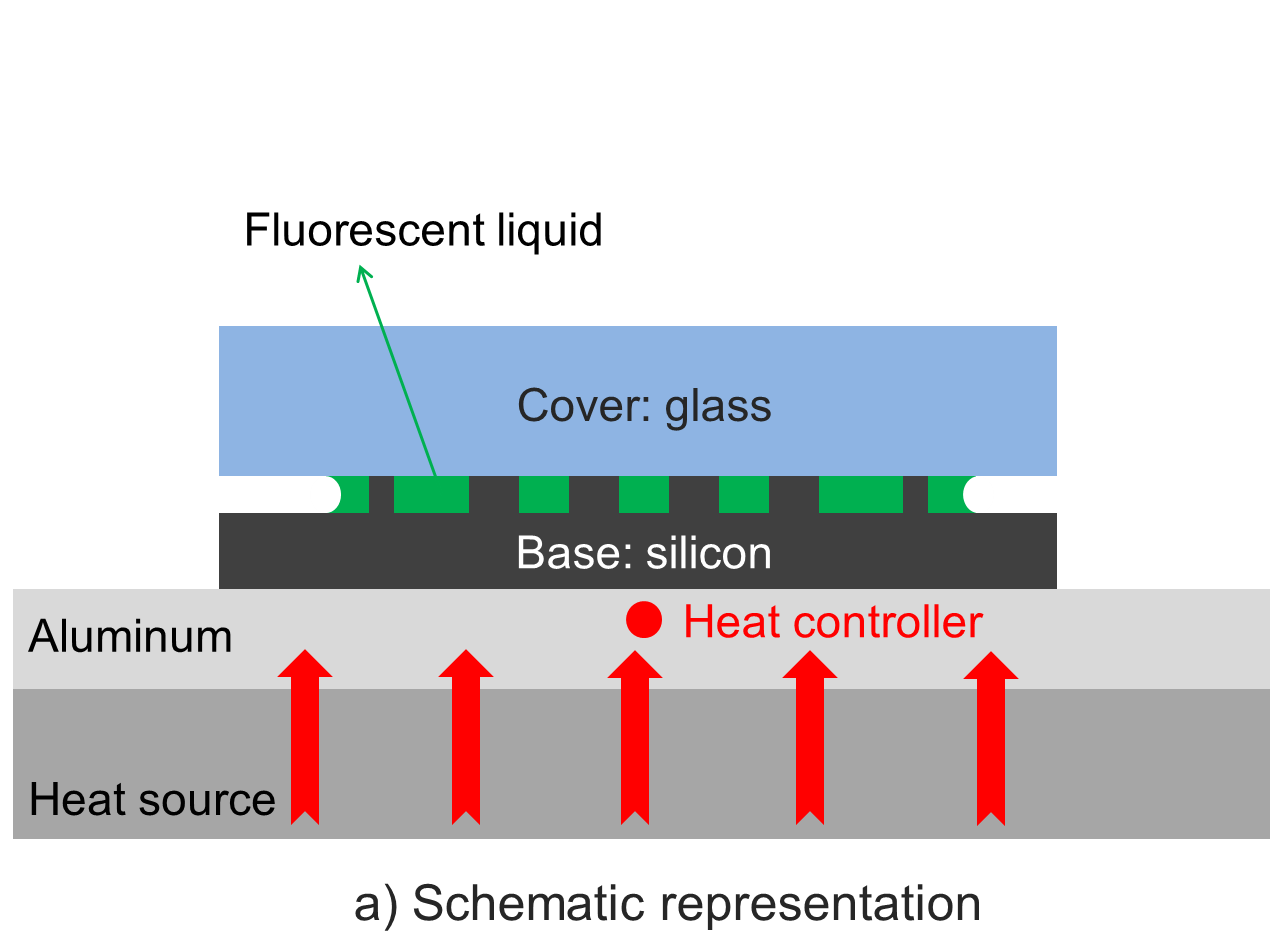 Fluorescent liquid
Cover: glass
Base: silicon
Heat controller
Aluminum
Heat source
a) Schematic representation